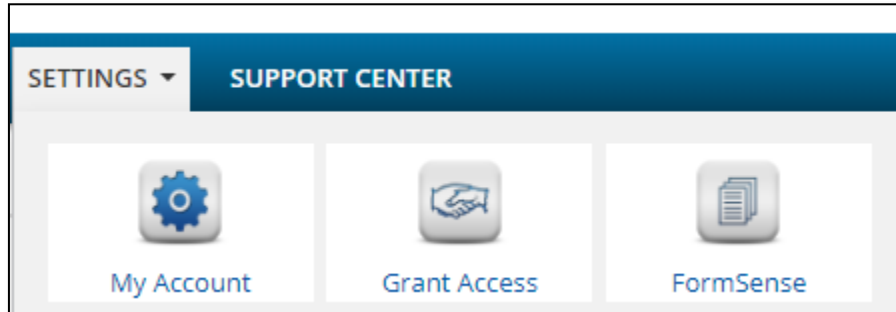 SETTINGS SUPPORT CENTER
My Account Grant Access FormSense